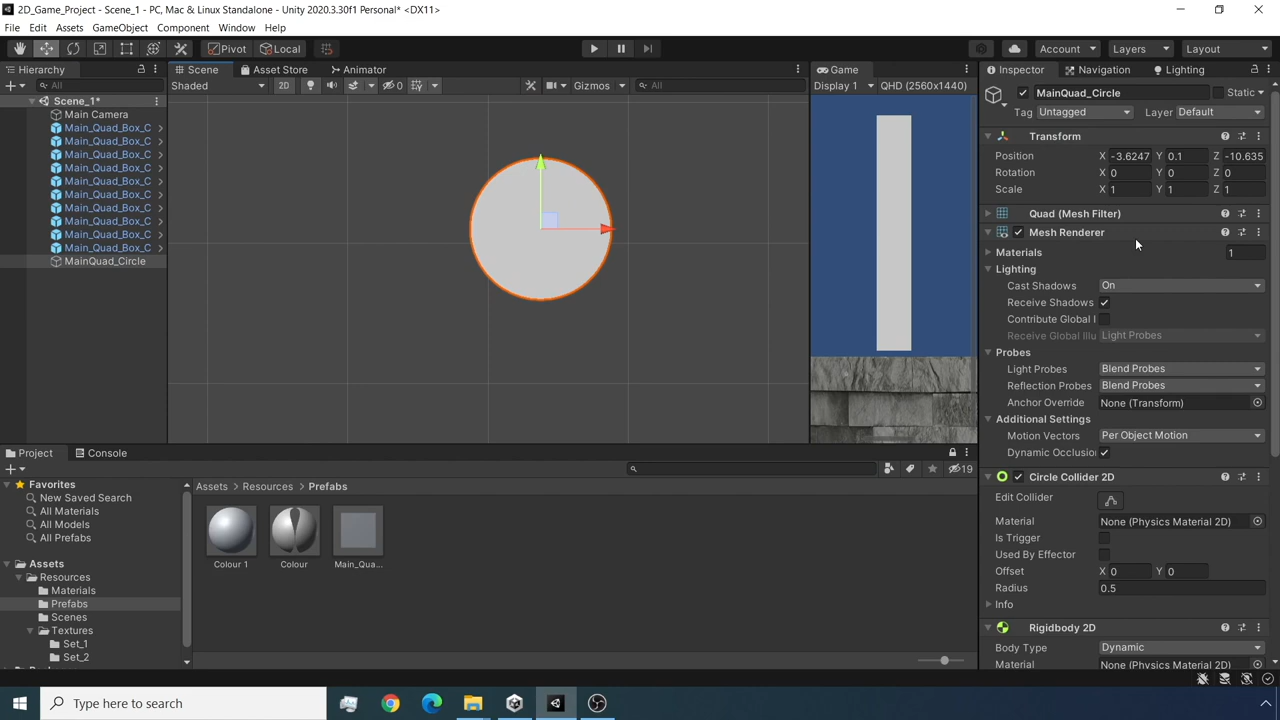 2D_Game_Project - Scene_1 - PC, Mac & Linux Standalone - Unity 2020.3.30f1 Personal* <DX11>
File Edit Assets GameObject Component Window Help
Pivot Local Account Layers Layout
Hierarchy Scene Asset Store Animator Game Inspector Navigation Lighting
All Shaded 2D 0 Gizmos All Display 1 QHD (2560x1440) MainQuad_Circle Static
Scene_1*
Main Camera
Main_Quad_Box_C
Main_Quad_Box_C
Main_Quad_Box_C
Main_Quad_Box_C
Main_Quad_Box_C
Main_Quad_Box_C
Main_Quad_Box_C
Main_Quad_Box_C
Main_Quad_Box_C
Main_Quad_Box_C
MainQuad_Circle
Tag Untagged Layer Default
Transform
Position X -3.6247 Y 0.1 Z -10.635
Rotation X 0 Y 0 Z 0
Scale X 1 Y 1 Z 1
Quad (Mesh Filter)
Mesh Renderer
Materials 1
Lighting
Cast Shadows On
Receive Shadows
Contribute Global I
Receive Global Illu Light Probes
Probes
Light Probes Blend Probes
Reflection Probes Blend Probes
Anchor Override None (Transform)
Additional Settings
Motion Vectors Per Object Motion
Dynamic Occlusion
Circle Collider 2D
Edit Collider
Material None (Physics Material 2D)
Is Trigger
Used By Effector
Offset X 0 Y 0
Radius 0.5
Info
Rigidbody 2D
Body Type Dynamic
Material None (Physics Material 2D)
Project Console
19
Favorites
New Saved Search
All Materials
All Models
All Prefabs
Assets
Resources
Materials
Prefabs
Scenes
Textures
Set_1
Set_2
Assets > Resources > Prefabs
Colour 1 Colour Main_Qua...
Type here to search